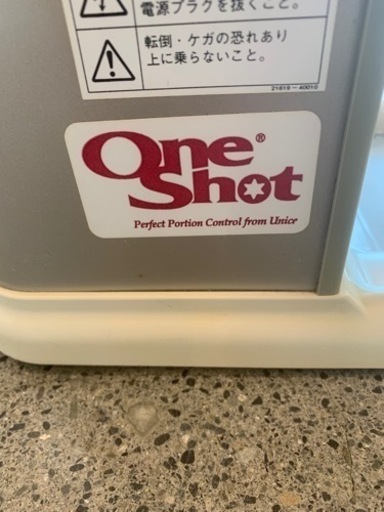 電源プラグを抜くこと。
転倒・ケガの恐れあり
上に乗らないこと。
21619-40010
One®
Shot
Perfect Portion Control from Unice